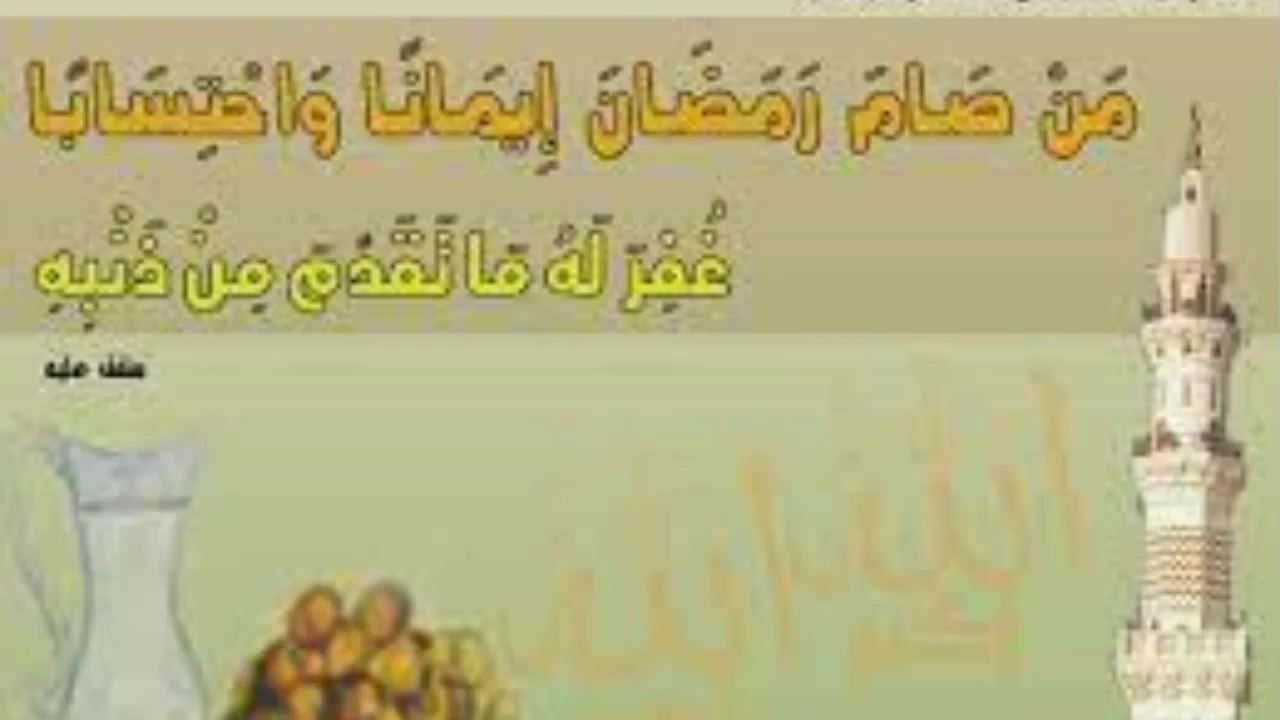 مَنْ صَامَ رَمَضَانَ إِيمَانًا وَاحْتِسَابًا
غُفِرَ لَهُ مَا تَقَدَّمَ مِنْ ذَنْبِهِ
متفق عليه